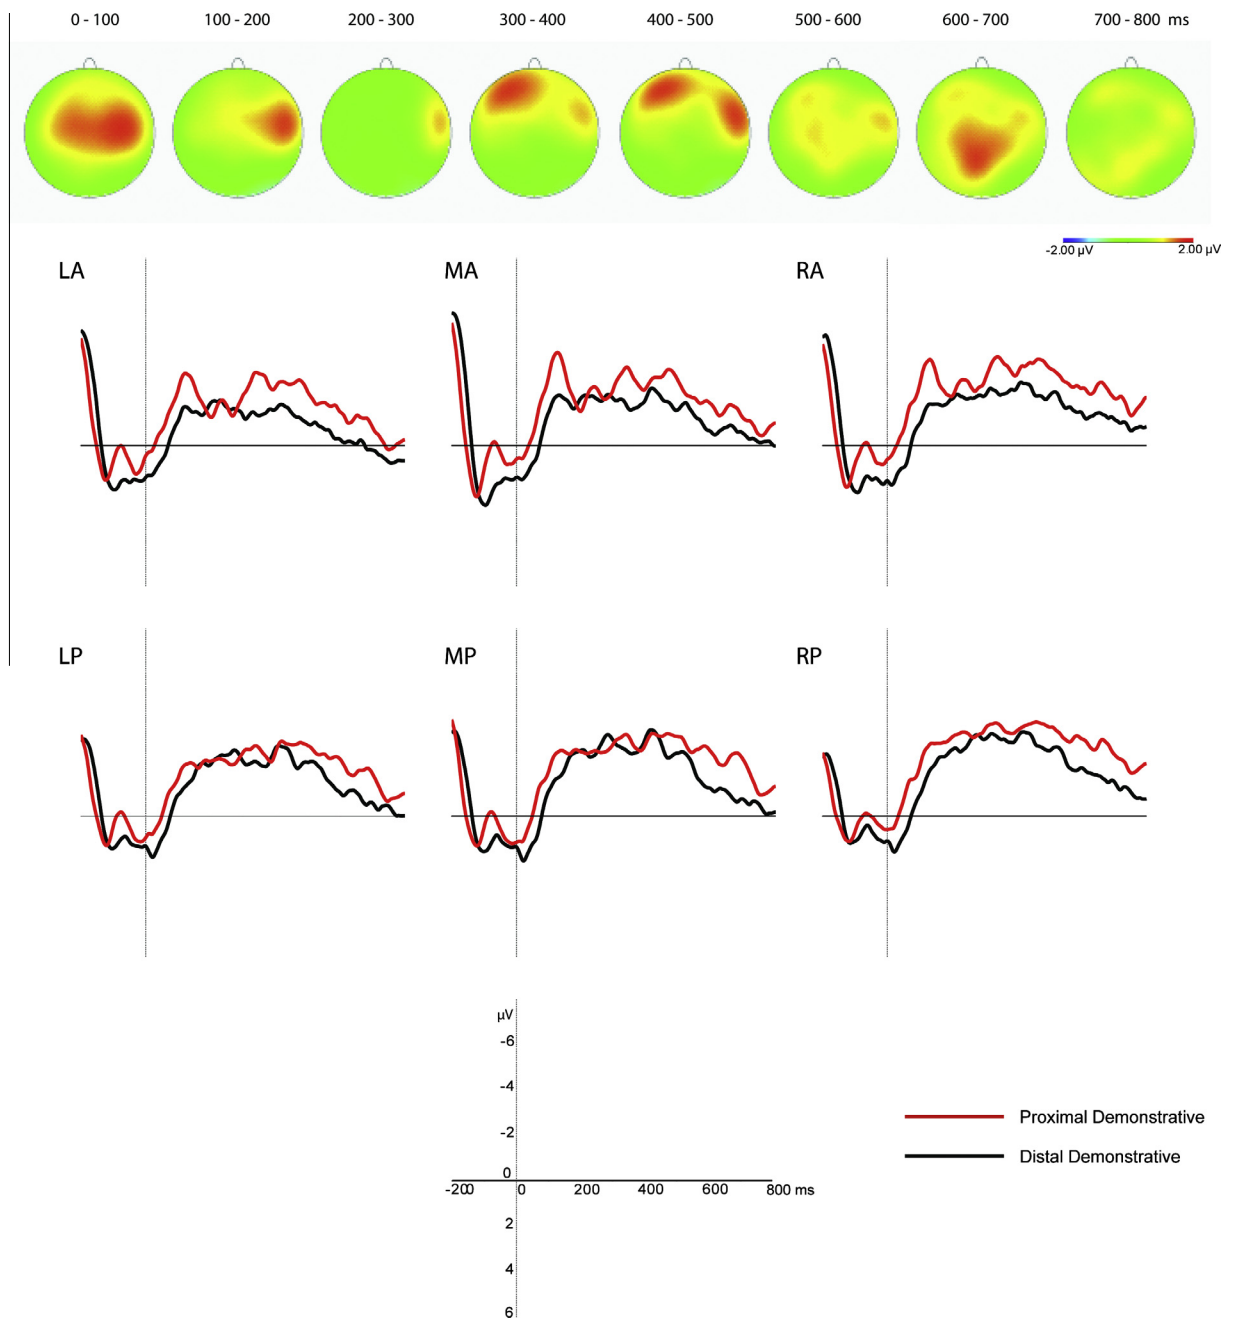 0 - 100 100 - 200 200 - 300 300 - 400 400 - 500 500 - 600 600 - 700 700 - 800 ms
-2.00 µV 2.00 µV
LA MA RA
LP MP RP
µV
-6
-4
-2
0
-200 0 200 400 600 800 ms
2
4
6
Proximal Demonstrative
Distal Demonstrative